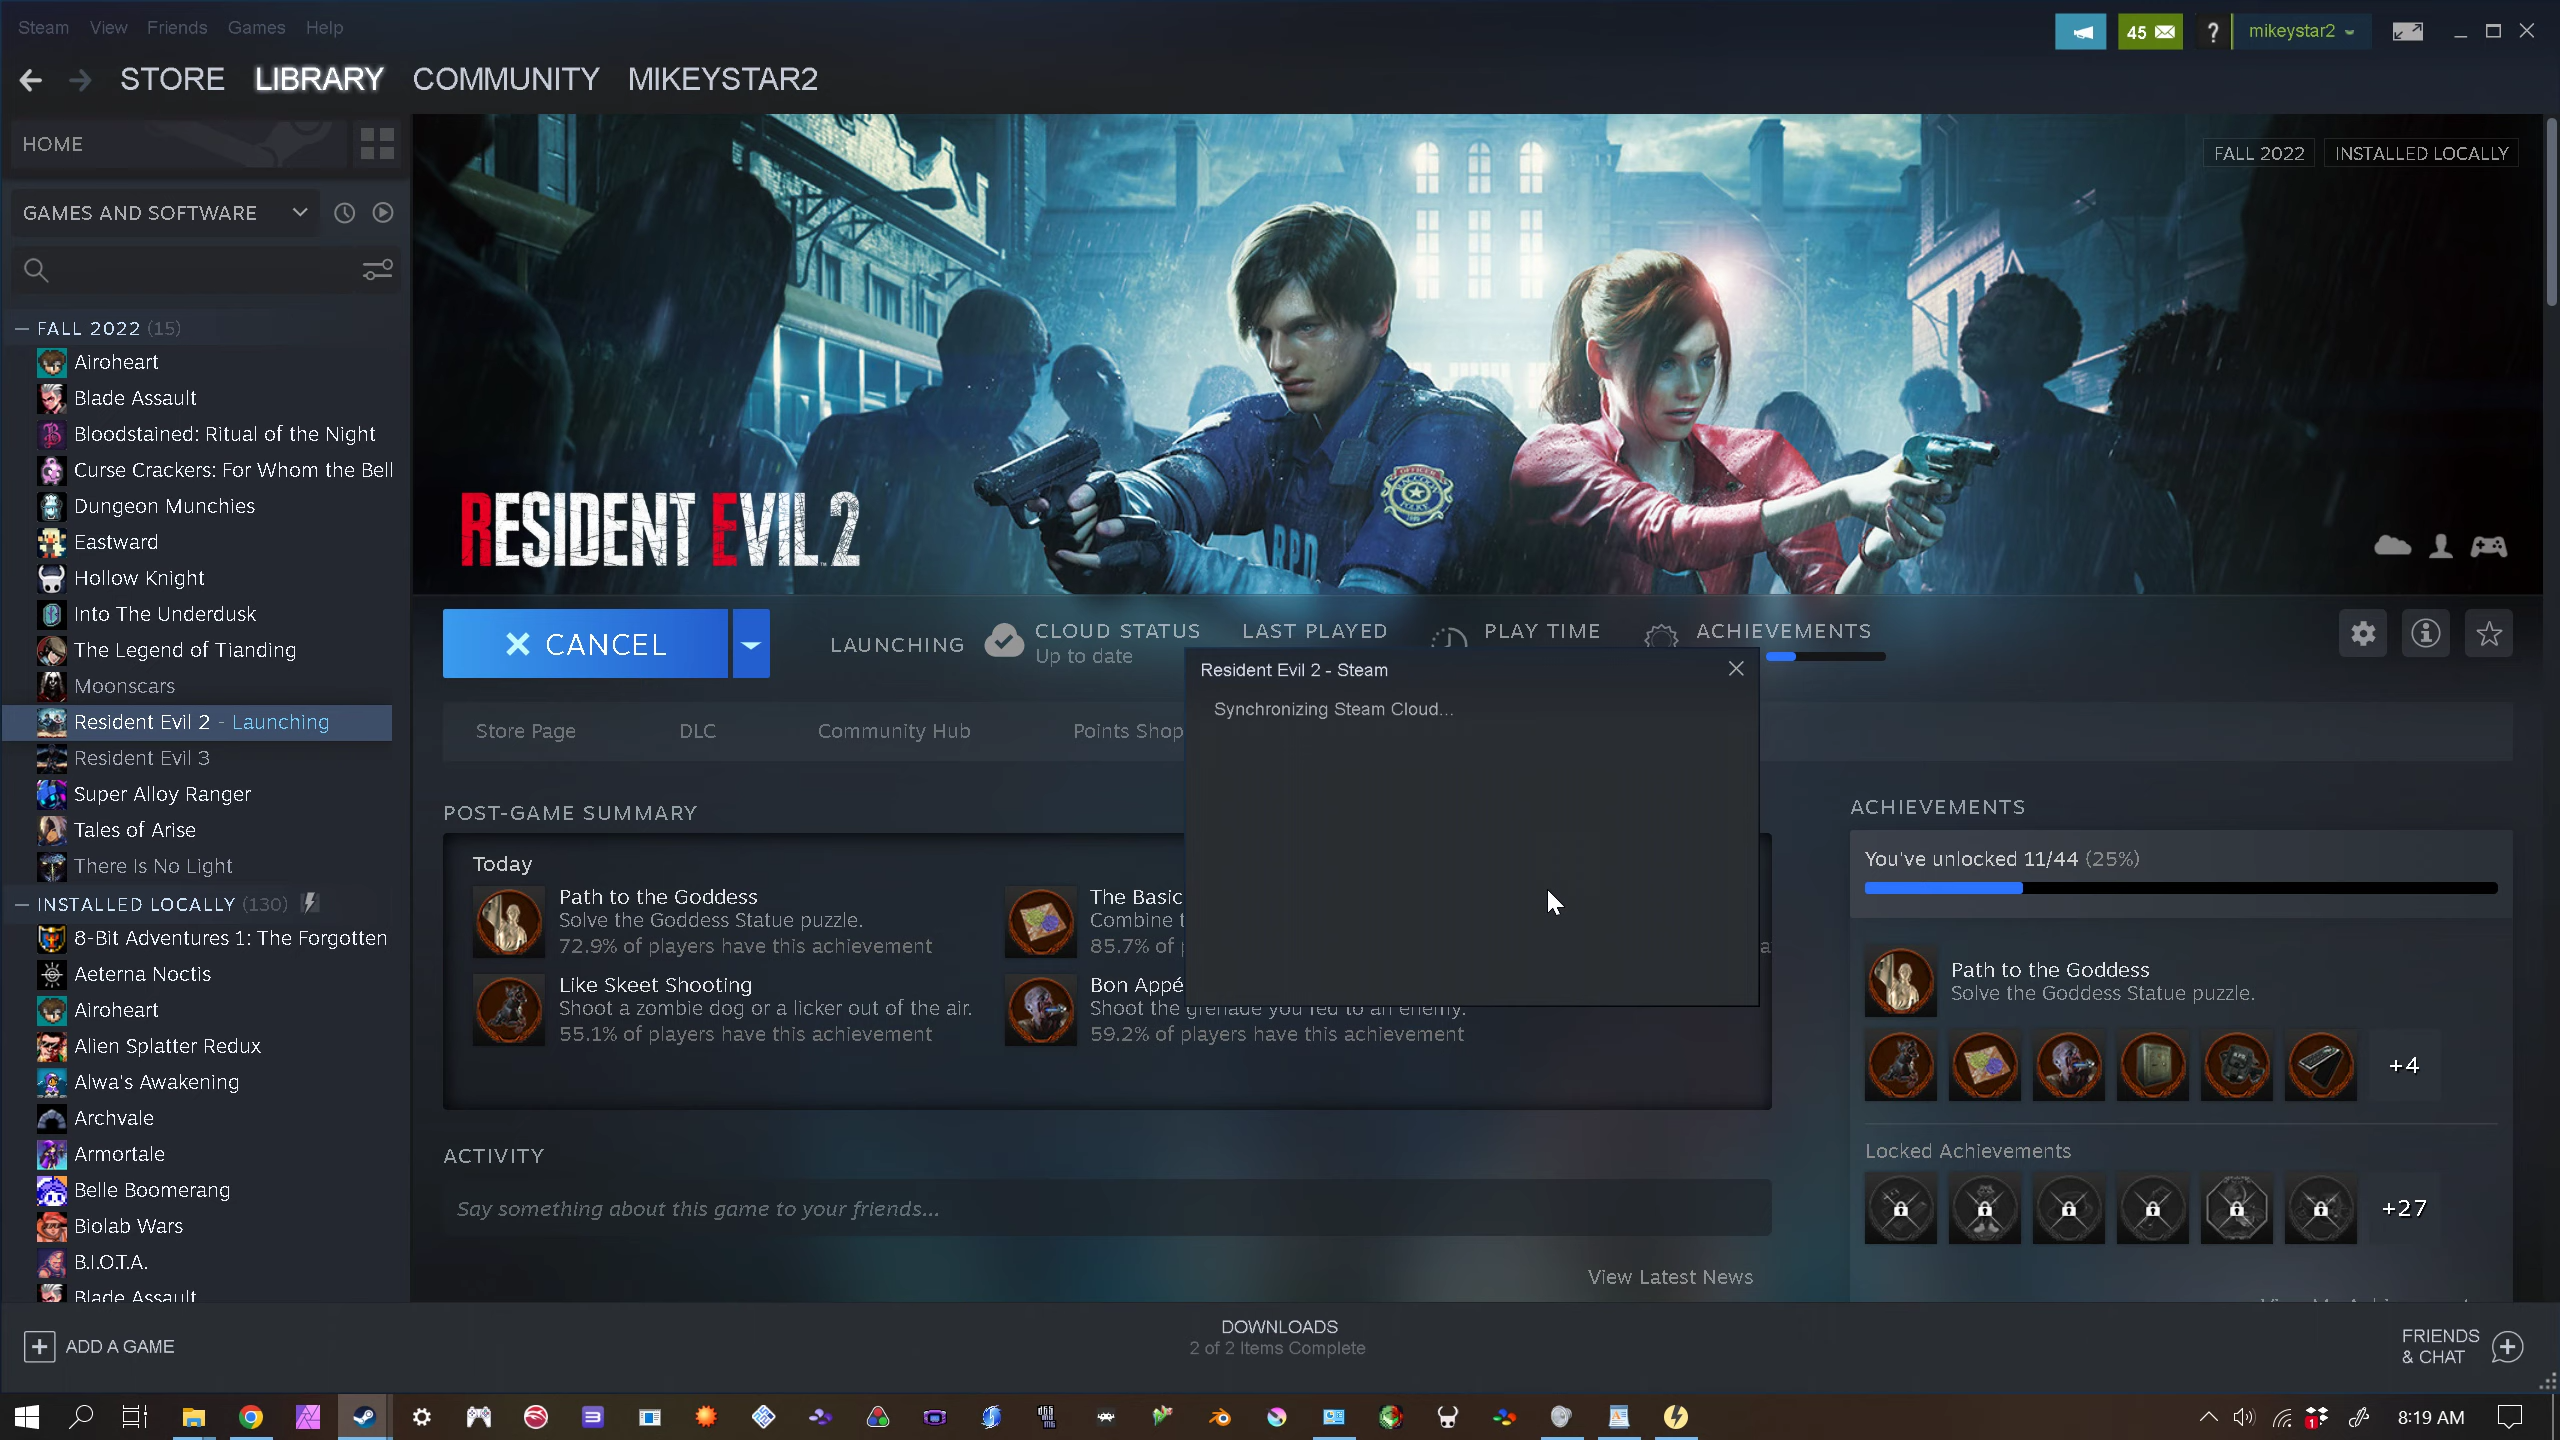 Steam View Friends Games Help
45 ? mikeystar2
STORE LIBRARY COMMUNITY MIKEYSTAR2
HOME
FALL 2022 INSTALLED LOCALLY
GAMES AND SOFTWARE
— FALL 2022 (15)
Airoheart
Blade Assault
Bloodstained: Ritual of the Night
Curse Crackers: For Whom the Bell
Dungeon Munchies
Eastward
Hollow Knight
Into The Underdusk
The Legend of Tianding
Moonscars
Resident Evil 2 - Launching
Resident Evil 3
Super Alloy Ranger
Tales of Arise
There Is No Light
— INSTALLED LOCALLY (130)
8-Bit Adventures 1: The Forgotten
Aeterna Noctis
Airoheart
Alien Splatter Redux
Alwa's Awakening
Archvale
Armortale
Belle Boomerang
Biolab Wars
B.I.O.T.A.
Blade Assault
RESIDENT EVIL 2
RPD
CANCEL
LAUNCHING
CLOUD STATUS
Up to date
LAST PLAYED
PLAY TIME
ACHIEVEMENTS
Resident Evil 2 - Steam
Synchronizing Steam Cloud...
Store Page DLC Community Hub Points Shop
POST-GAME SUMMARY
Today
Path to the Goddess
Solve the Goddess Statue puzzle.
72.9% of players have this achievement
The Basic
Combine t
85.7% of
Like Skeet Shooting
Shoot a zombie dog or a licker out of the air.
55.1% of players have this achievement
Bon Appé
Shoot the grenade you fed to an enemy.
59.2% of players have this achievement
ACTIVITY
Say something about this game to your friends...
View Latest News
ACHIEVEMENTS
You've unlocked 11/44 (25%)
Path to the Goddess
Solve the Goddess Statue puzzle.
+4
Locked Achievements
+27
ADD A GAME
DOWNLOADS
2 of 2 Items Complete
FRIENDS
& CHAT
8:19 AM